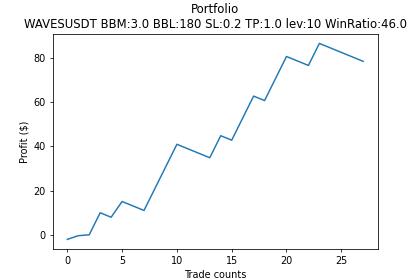 Portfolio
WAVESUSDT BBM:3.0 BBL:180 SL:0.2 TP:1.0 lev:10 WinRatio:46.0
80
60
40
20
0
Profit ($)
0 5 10 15 20 25
Trade counts